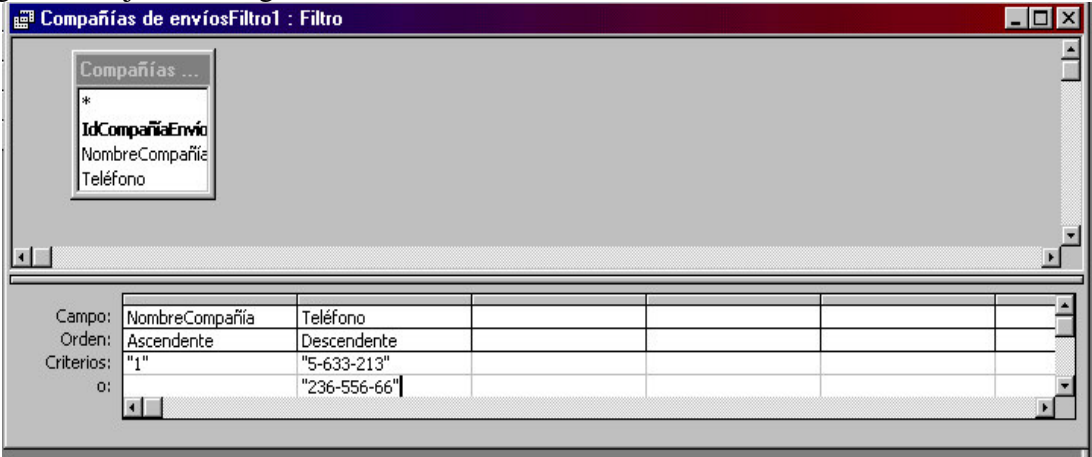 Compañías de envíosFiltro1 : Filtro
Compañías ...
*
IdCompañíaEnvío
NombreCompañía
Teléfono
Campo: NombreCompañía Teléfono
Orden: Ascendente Descendente
Criterios: "1" "5-633-213"
o: "236-556-66"